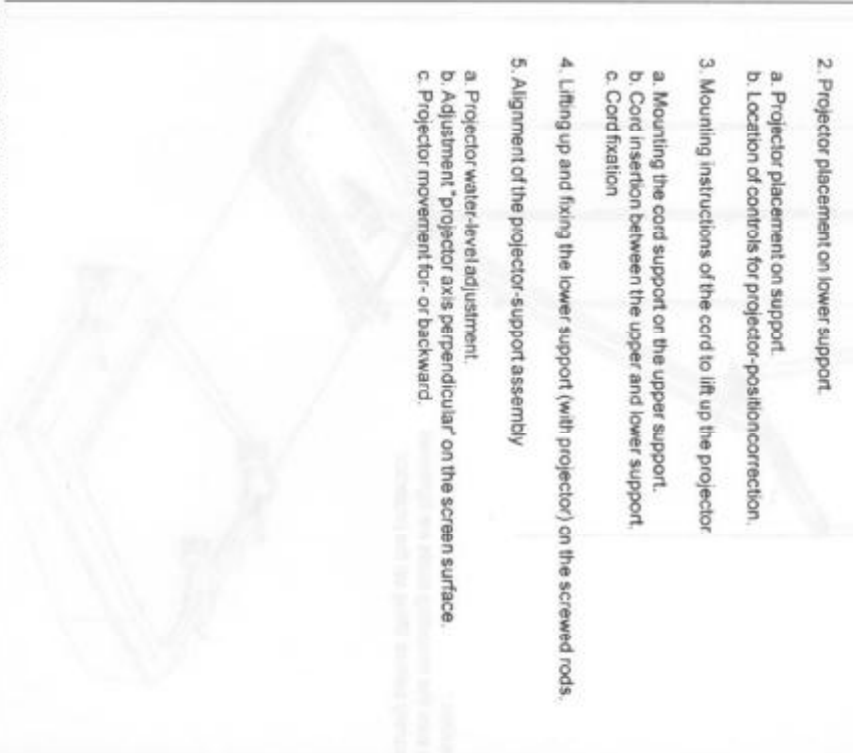 2. Projector placement on lower support.
a. Projector placement on support.
b. Location of controls for projector-positioncorrection.
3. Mounting instructions of the cord to lift up the projector
a. Mounting the cord support on the upper support.
b. Cord insertion between the upper and lower support.
c. Cord fixation
4. Lifting up and fixing the lower support (with projector) on the screwed rods.
5. Alignment of the projector-support assembly
a. Projector water-level adjustment.
b. Adjustment "projector axis perpendicular' on the screen surface.
c. Projector movement for- or backward.